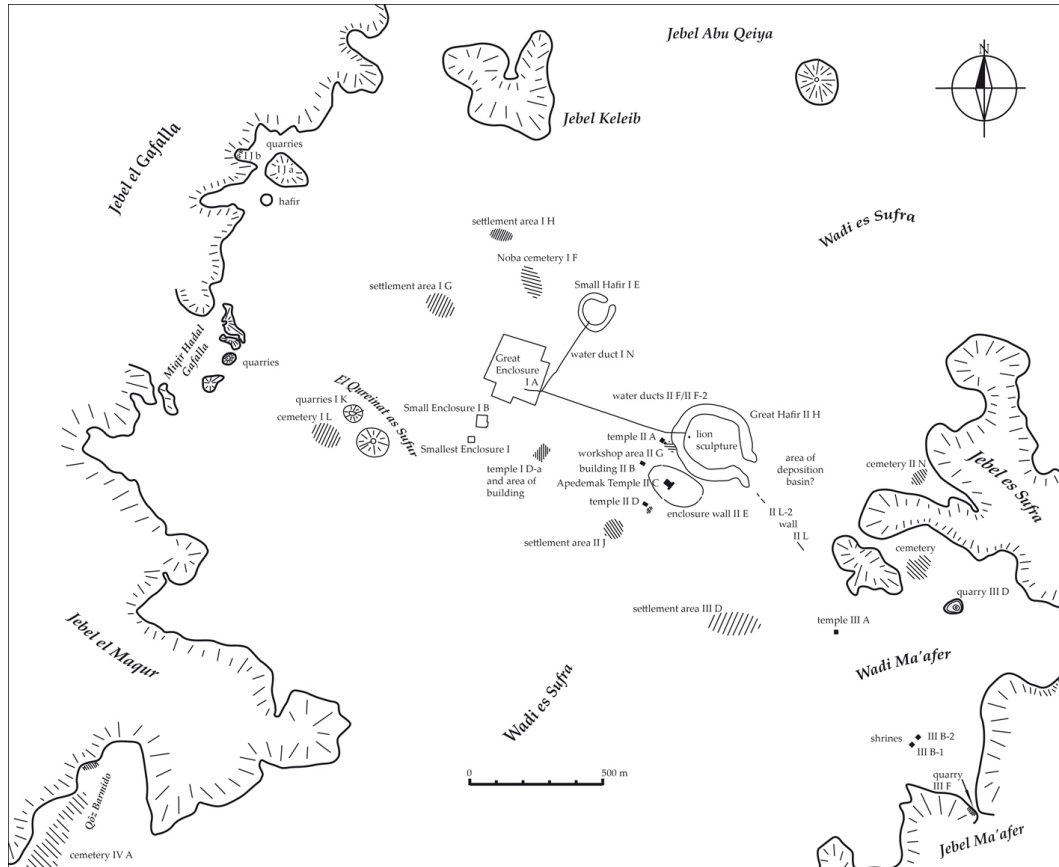 Jebel Abu Qeiya
N
Jebel Keleib
Jebel el Gafalla
quarries
I J b
I J a
hafir
Wadi es Sufra
settlement area I H
Noba cemetery I F
settlement area I G
Small Hafir I E
Miqir Hadal
Gafalla
quarries
water duct I N
Great
Enclosure
I A
El Qureinat as Sufur
quarries I K
cemetery I L
Small Enclosure I B
Smallest Enclosure I
water ducts II F/II F-2
Great Hafir II H
lion
sculpture
temple II A
workshop area II G
building II B
Apedemak Temple II C
temple II D
enclosure wall II E
temple I D-a
and area of
building
area of
deposition
basin?
cemetery II N
Jebel es Sufra
II L-2
wall
II L
settlement area II J
cemetery
quarry III D
settlement area III D
temple III A
Jebel el Maqur
Wadi Ma'afer
Wadi es Sufra
shrines
III B-2
III B-1
0
500 m
quarry
III F
Qôz Barmido
Jebel Ma'afer
cemetery IV A